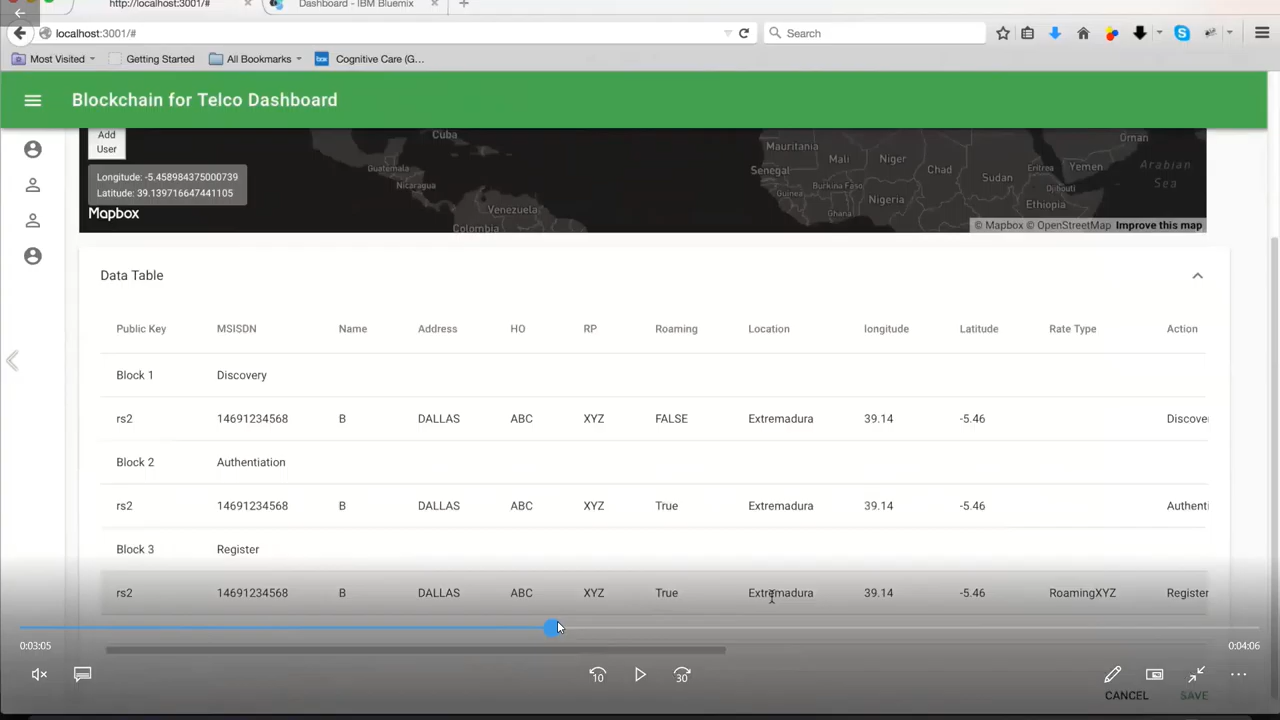 http://localhost:3001/#
Dashboard - IBM Bluemix
localhost:3001/#
Search
Most Visited
Getting Started
All Bookmarks
box
Cognitive Care (G...
Blockchain for Telco Dashboard
Add
User
Longitude: -5.458984375000739
Latitude: 39.139716647441105
Mapbox
Cuba
Guatemala
Nicaragua
Venezuela
Colombia
Mauritania
Mali
Niger
Chad
Sudan
Eritrea
Yemen
Oman
Arabian
Sea
Senegal
Burkina Faso
Djibouti
Guinea
Ghana
Nigeria
Ethiopia
© Mapbox © OpenStreetMap Improve this map
Data Table
Public Key MSISDN Name Address HO RP Roaming Location longitude Latitude Rate Type Action
Block 1 Discovery
rs2 14691234568 B DALLAS ABC XYZ FALSE Extremadura 39.14 -5.46 Discove
Block 2 Authentiation
rs2 14691234568 B DALLAS ABC XYZ True Extremadura 39.14 -5.46 Authenti
Block 3 Register
rs2 14691234568 B DALLAS ABC XYZ True Extremadura 39.14 -5.46 RoamingXYZ Register
0:03:05
0:04:06
10
30
CANCEL SAVE